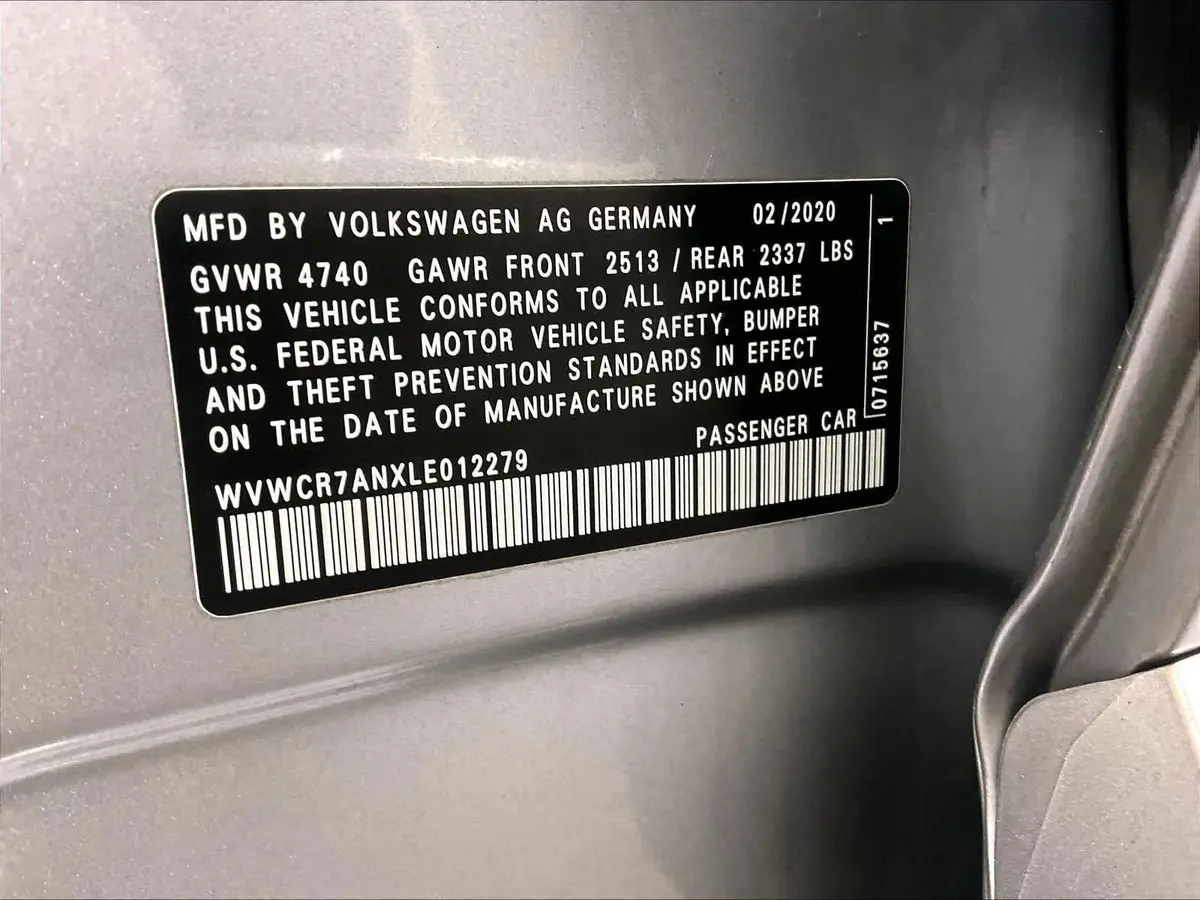 MFD BY VOLKSWAGEN AG GERMANY 02/2020
GVWR 4740 GAWR FRONT 2513 / REAR 2337 LBS
THIS VEHICLE CONFORMS TO ALL APPLICABLE
U.S. FEDERAL MOTOR VEHICLE SAFETY, BUMPER
AND THEFT PREVENTION STANDARDS IN EFFECT
ON THE DATE OF MANUFACTURE SHOWN ABOVE
WVWCR7ANXLE012279 PASSENGER CAR
0715637 1